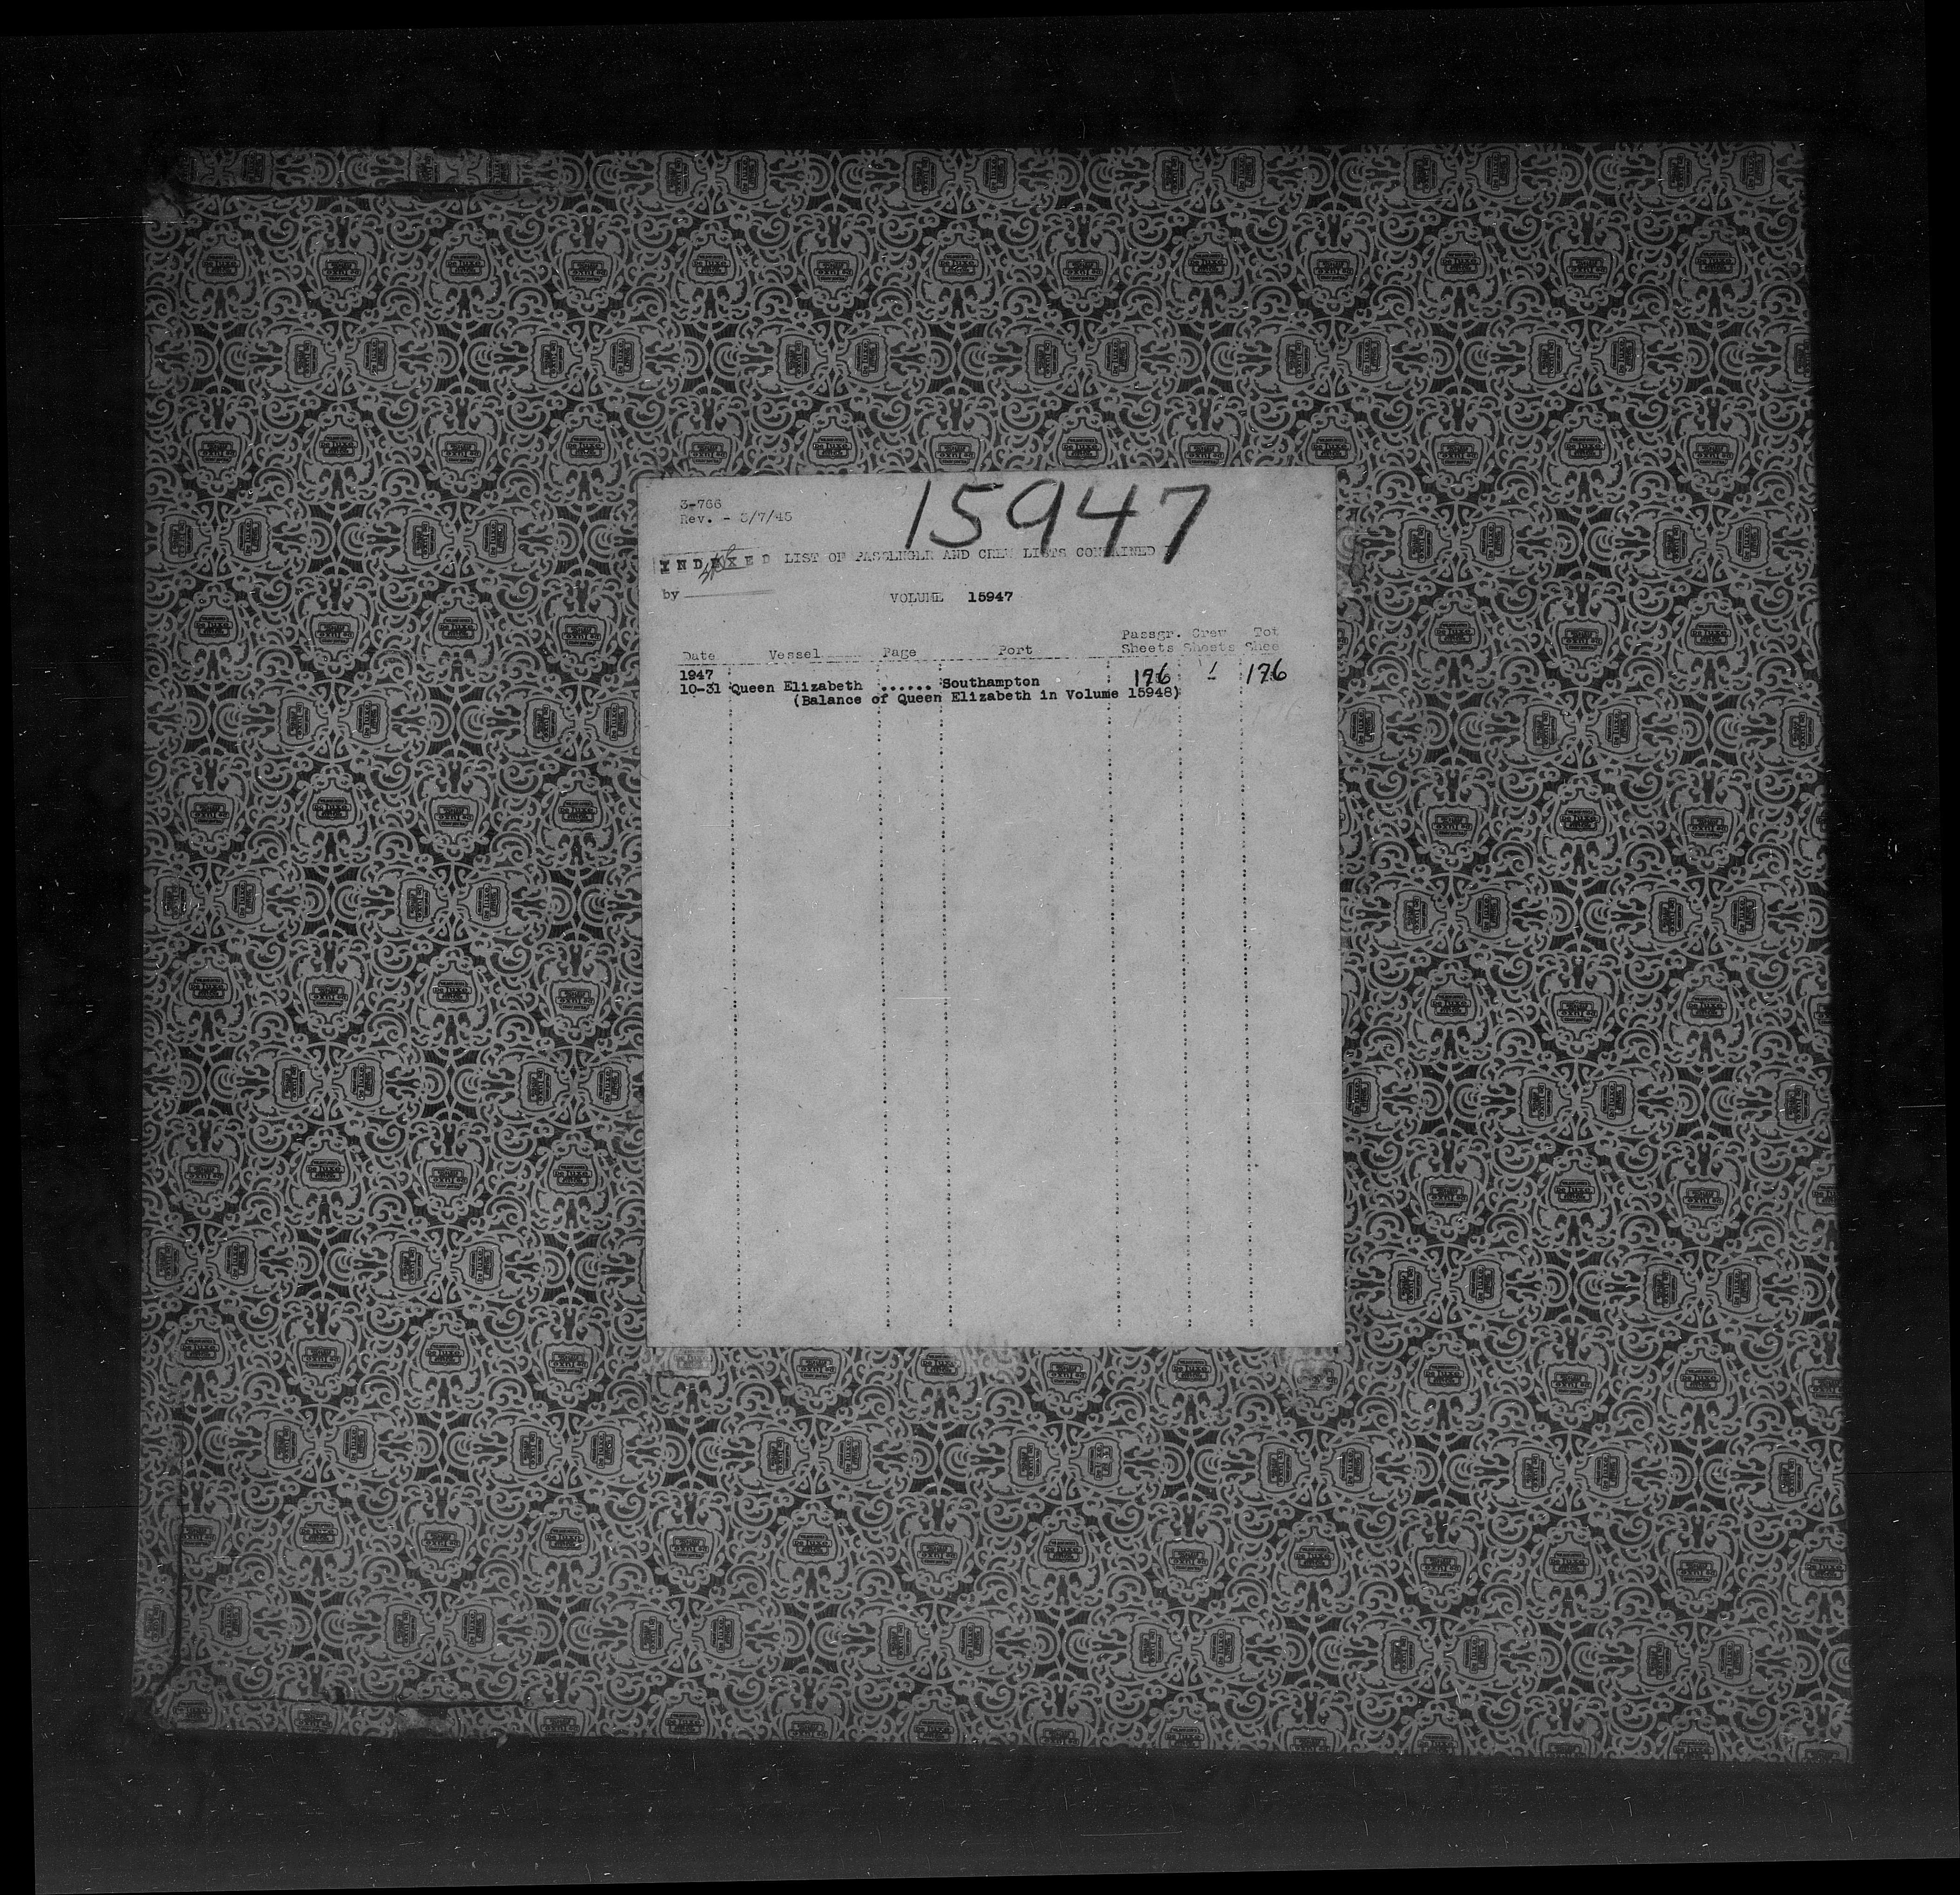 15947
3-766
Rev. - 3/7/45
INDEXED LIST OF PASSENGER AND CREW LISTS CONTAINED
by
VOLUME 15947
Passgr. Crew Tot
Date Vessel Page Port Sheets Sheets Shee
1947
10-31 Queen Elizabeth ...... Southampton 176 - 176
(Balance of Queen Elizabeth in Volume 15948)